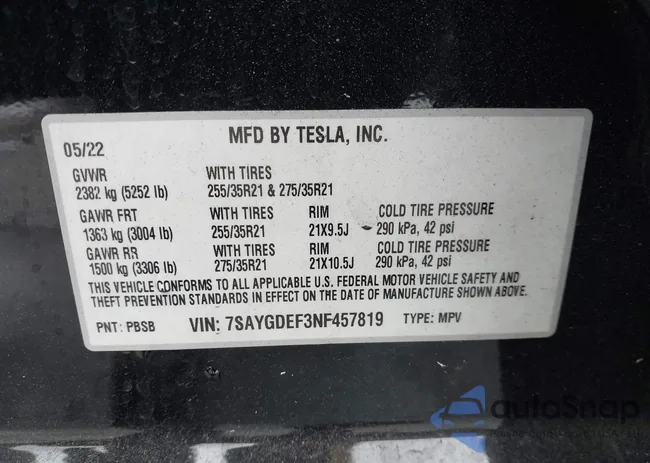 05/22 MFD BY TESLA, INC.
GVWR WITH TIRES
2382 kg (5252 lb) 255/35R21 & 275/35R21
GAWR FRT WITH TIRES RIM COLD TIRE PRESSURE
1363 kg (3004 lb) 255/35R21 21X9.5J 290 kPa, 42 psi
GAWR RR WITH TIRES RIM COLD TIRE PRESSURE
1500 kg (3306 lb) 275/35R21 21X10.5J 290 kPa, 42 psi
THIS VEHICLE CONFORMS TO ALL APPLICABLE U.S. FEDERAL MOTOR VEHICLE SAFETY AND
THEFT PREVENTION STANDARDS IN EFFECT ON THE DATE OF MANUFACTURE SHOWN ABOVE.
PNT: PBSB VIN: 7SAYGDEF3NF457819 TYPE: MPV
autoSnap